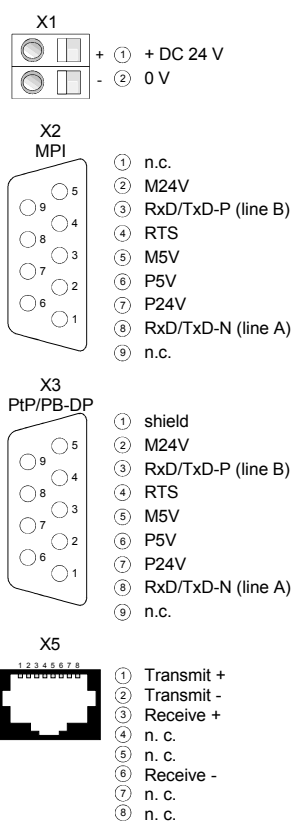 X1
+ ① + DC 24 V
- ② 0 V
X2
MPI
5
9
4
8
3
7
2
6
1
① n.c.
② M24V
③ RxD/TxD-P (line B)
④ RTS
⑤ M5V
⑥ P5V
⑦ P24V
⑧ RxD/TxD-N (line A)
⑨ n.c.
X3
PtP/PB-DP
5
9
4
8
3
7
2
6
1
① shield
② M24V
③ RxD/TxD-P (line B)
④ RTS
⑤ M5V
⑥ P5V
⑦ P24V
⑧ RxD/TxD-N (line A)
⑨ n.c.
X5
1 2 3 4 5 6 7 8
① Transmit +
② Transmit -
③ Receive +
④ n. c.
⑤ n. c.
⑥ Receive -
⑦ n. c.
⑧ n. c.